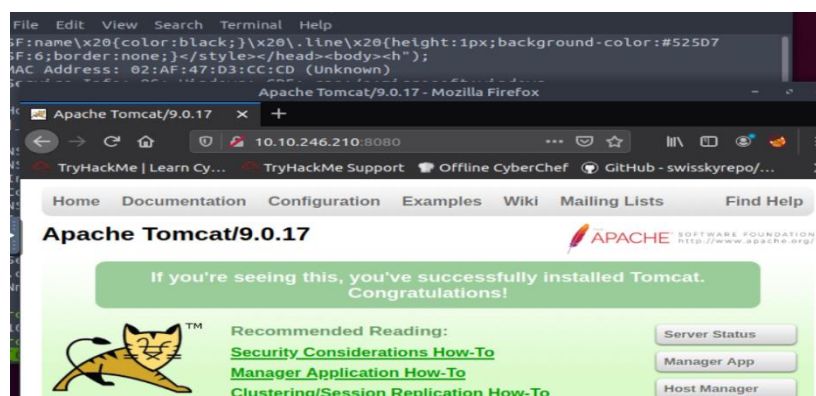 File Edit View Search Terminal Help
SF:name\x20{color:black;}\x20\.line\x20{height:1px;background-color:#525D7
SF:6;border:none;}</style></head><body><h");
MAC Address: 02:AF:47:D3:CC:CD (Unknown)
Apache Tomcat/9.0.17 - Mozilla Firefox
Apache Tomcat/9.0.17
10.10.246.210:8080
TryHackMe | Learn Cy... TryHackMe Support Offline CyberChef GitHub - swisskyrepo/...
Home Documentation Configuration Examples Wiki Mailing Lists Find Help
Apache Tomcat/9.0.17
APACHE SOFTWARE FOUNDATION
http://www.apache.org/
If you're seeing this, you've successfully installed Tomcat.
Congratulations!
TM
Recommended Reading:
Security Considerations How-To
Manager Application How-To
Clustering/Session Replication How-To
Server Status
Manager App
Host Manager